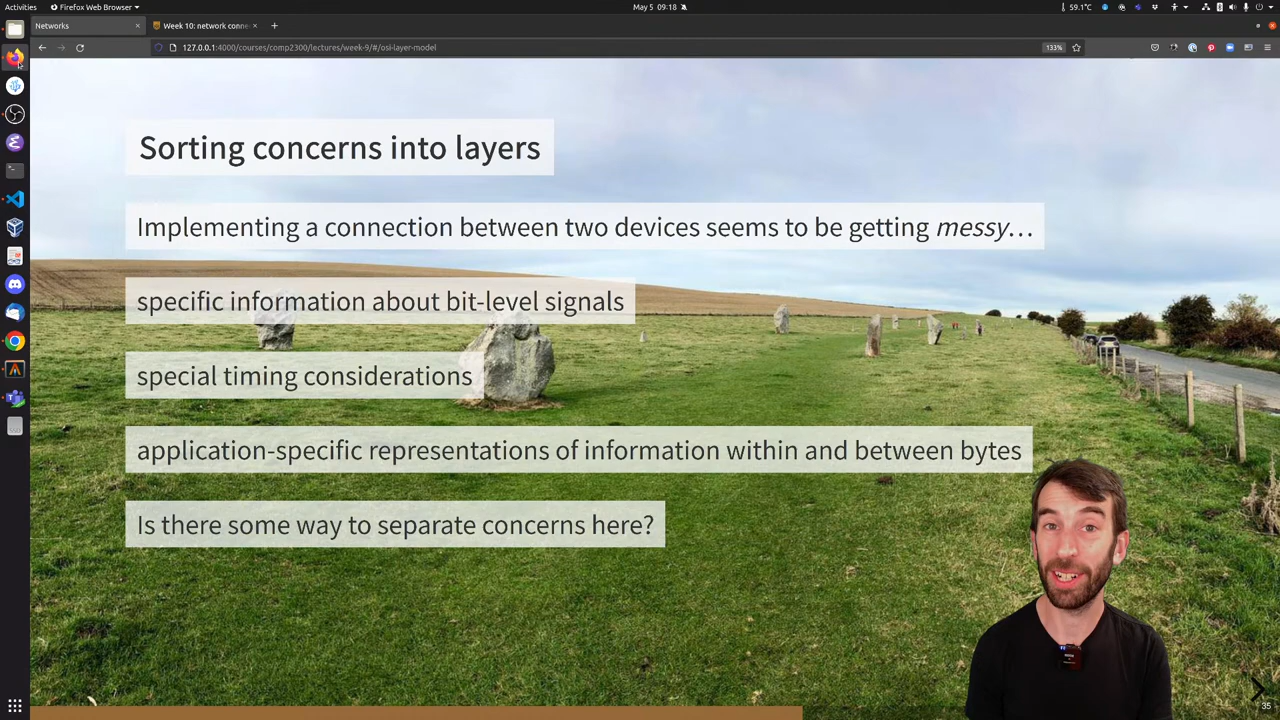 Activities
Firefox Web Browser
May 5 09:18
59.1°C
Networks
Week 10: network conne
127.0.0.1:4000/courses/comp2300/lectures/week-9/#/osi-layer-model
133%
Sorting concerns into layers
Implementing a connection between two devices seems to be getting messy…
specific information about bit-level signals
special timing considerations
application-specific representations of information within and between bytes
Is there some way to separate concerns here?
35